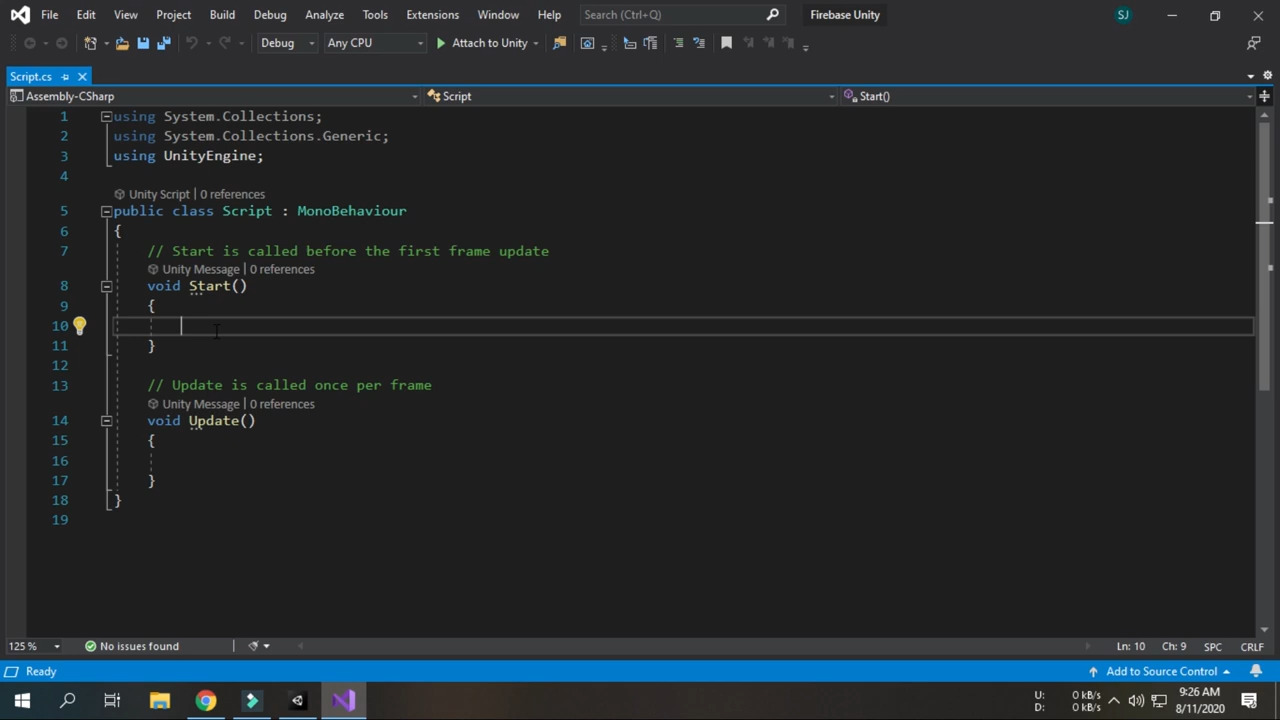 File Edit View Project Build Debug Analyze Tools Extensions Window Help Search (Ctrl+Q) Firebase Unity SJ
Debug Any CPU Attach to Unity
Script.cs
Assembly-CSharp Script Start()
1 using System.Collections;
2 using System.Collections.Generic;
3 using UnityEngine;
4
Unity Script | 0 references
5 public class Script : MonoBehaviour
6 {
7 // Start is called before the first frame update
Unity Message | 0 references
8 void Start()
9 {
10
11 }
12
13 // Update is called once per frame
Unity Message | 0 references
14 void Update()
15 {
16
17 }
18 }
19
125 % No issues found Ln: 10 Ch: 9 SPC CRLF
Ready Add to Source Control
U: 0 kB/s 9:26 AM
D: 0 kB/s 8/11/2020